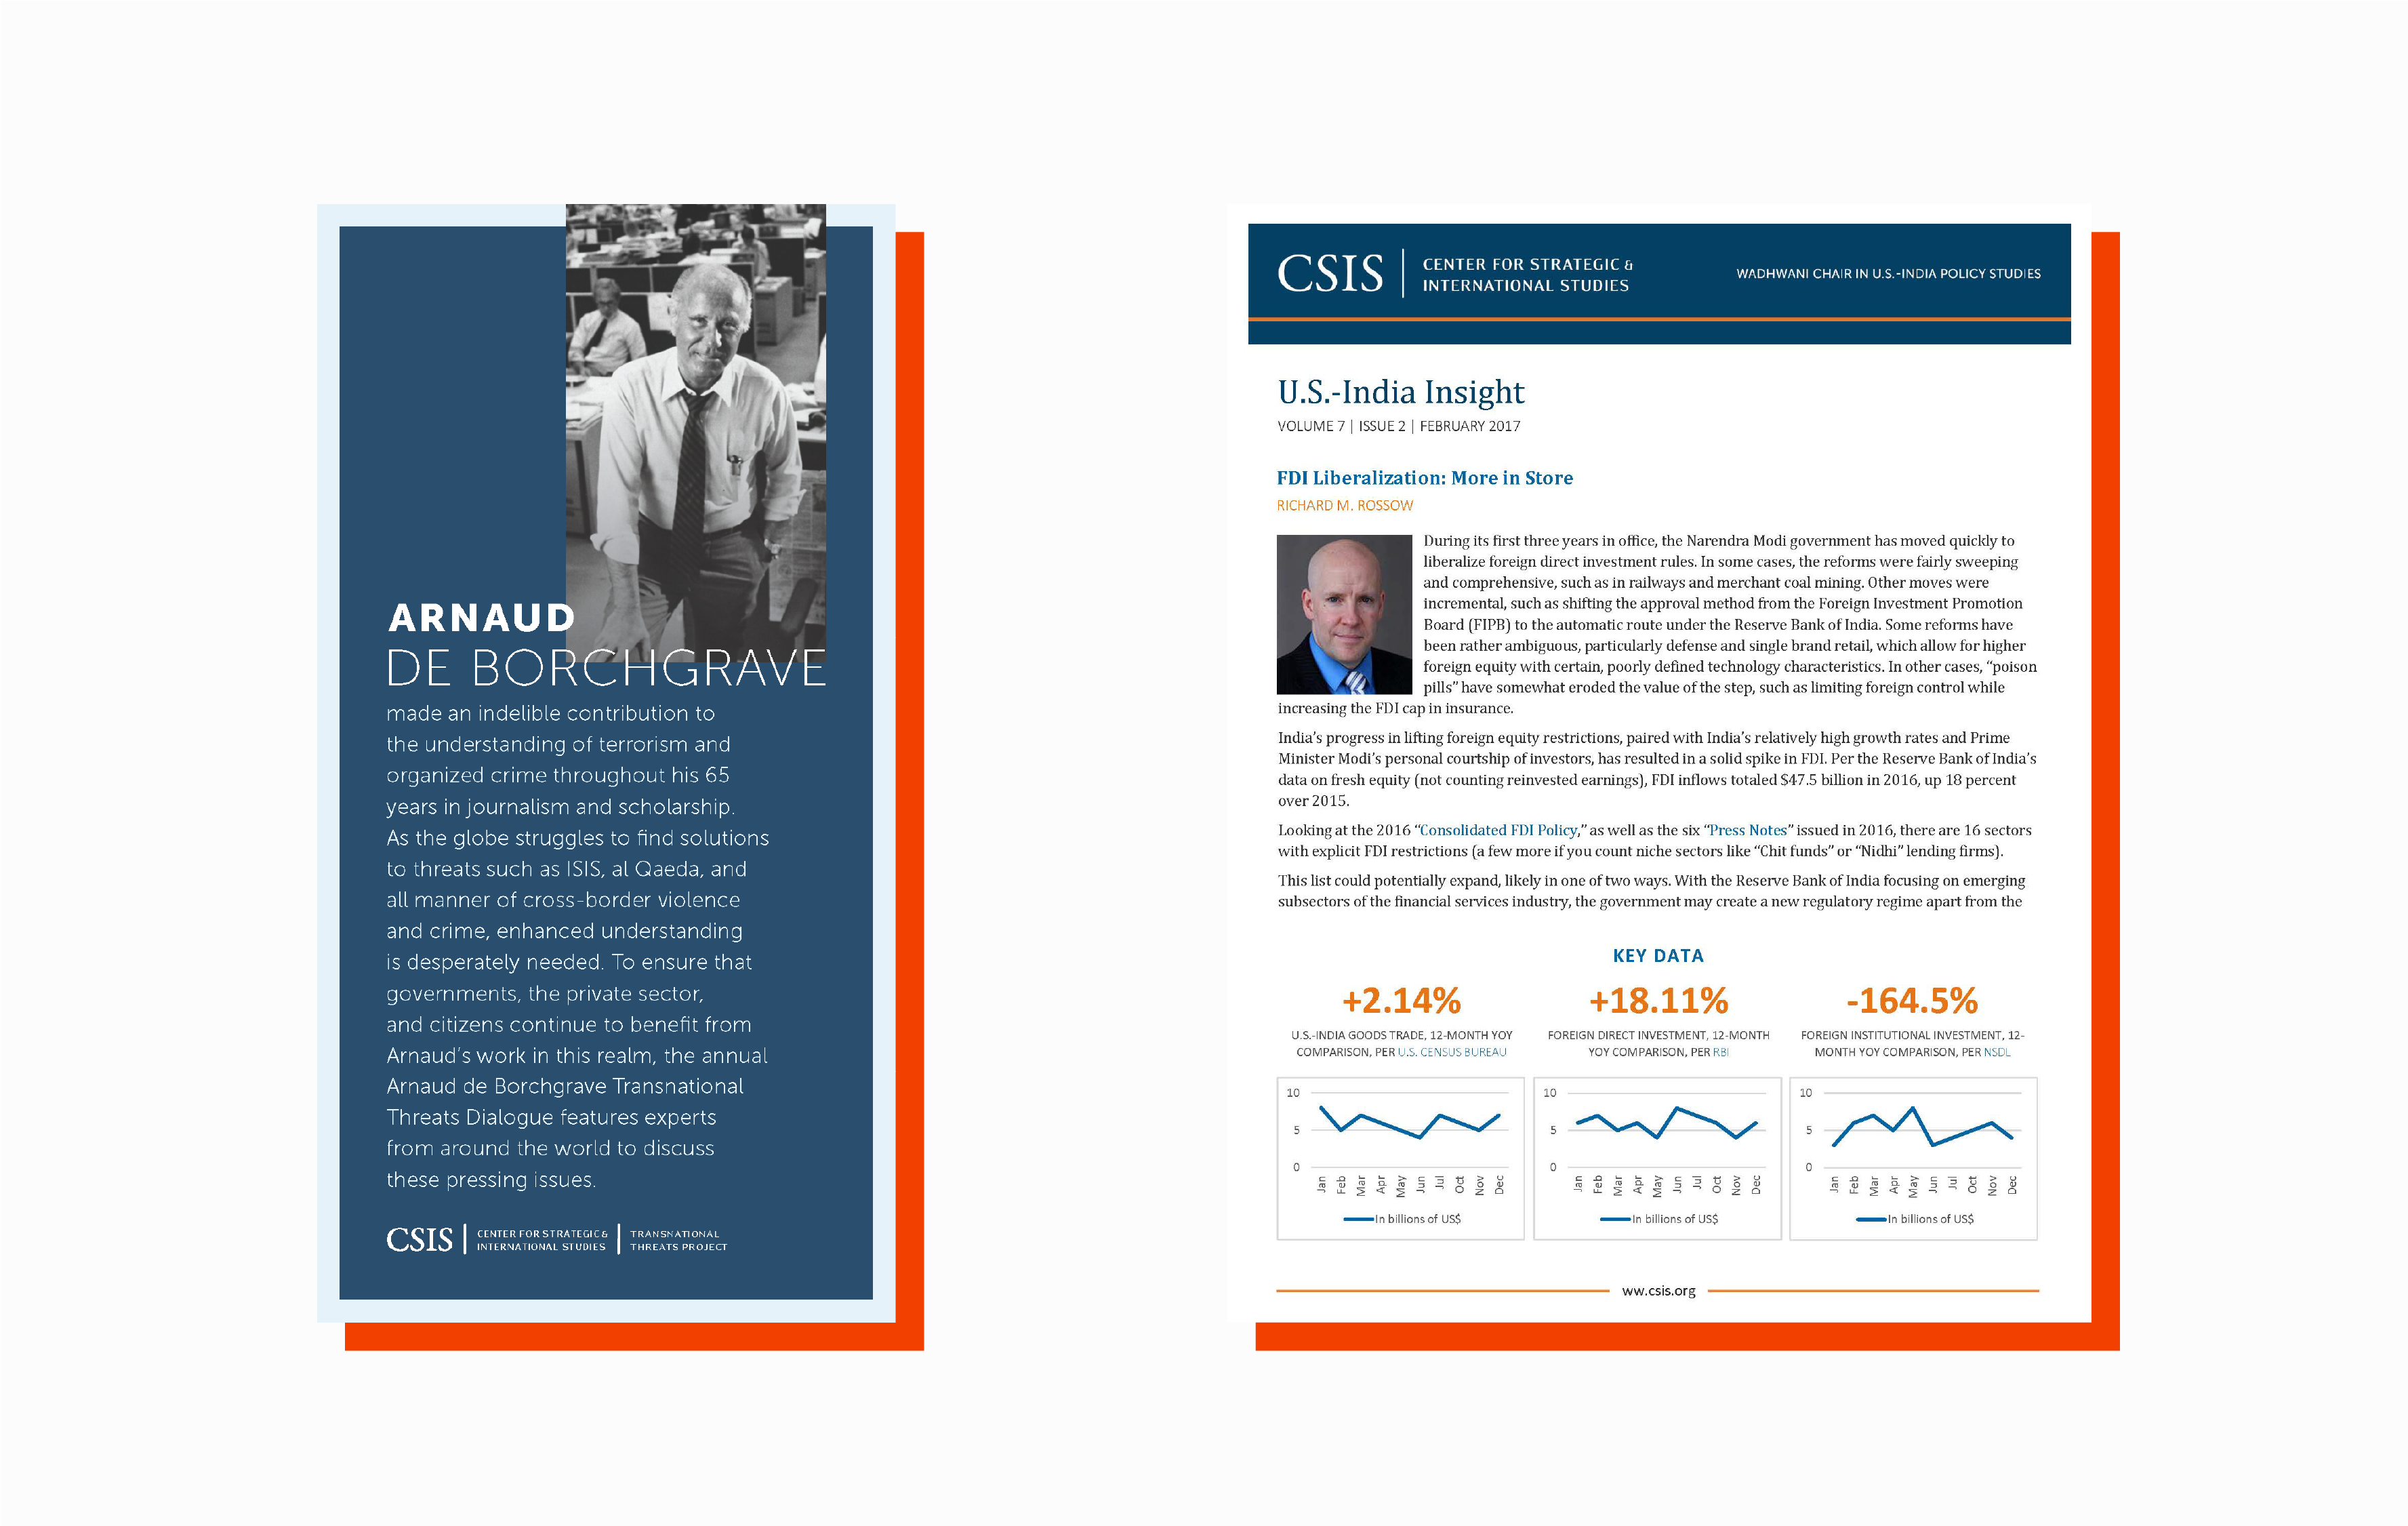 ARNAUD
DE BORCHGRAVE
made an indelible contribution to
the understanding of terrorism and
organized crime throughout his 65
years in journalism and scholarship.
As the globe struggles to find solutions
to threats such as ISIS, al Qaeda, and
all manner of cross-border violence
and crime, enhanced understanding
is desperately needed. To ensure that
governments, the private sector,
and citizens continue to benefit from
Arnaud’s work in this realm, the annual
Arnaud de Borchgrave Transnational
Threats Dialogue features experts
from around the world to discuss
these pressing issues.
CSIS | CENTER FOR STRATEGIC & | TRANSNATIONAL
INTERNATIONAL STUDIES | THREATS PROJECT
CSIS | CENTER FOR STRATEGIC &
INTERNATIONAL STUDIES
WADHWANI CHAIR IN U.S.-INDIA POLICY STUDIES
U.S.-India Insight
VOLUME 7 | ISSUE 2 | FEBRUARY 2017
FDI Liberalization: More in Store
RICHARD M. ROSSOW
During its first three years in office, the Narendra Modi government has moved quickly to
liberalize foreign direct investment rules. In some cases, the reforms were fairly sweeping
and comprehensive, such as in railways and merchant coal mining. Other moves were
incremental, such as shifting the approval method from the Foreign Investment Promotion
Board (FIPB) to the automatic route under the Reserve Bank of India. Some reforms have
been rather ambiguous, particularly defense and single brand retail, which allow for higher
foreign equity with certain, poorly defined technology characteristics. In other cases, “poison
pills” have somewhat eroded the value of the step, such as limiting foreign control while
increasing the FDI cap in insurance.
India’s progress in lifting foreign equity restrictions, paired with India’s relatively high growth rates and Prime
Minister Modi’s personal courtship of investors, has resulted in a solid spike in FDI. Per the Reserve Bank of India’s
data on fresh equity (not counting reinvested earnings), FDI inflows totaled $47.5 billion in 2016, up 18 percent
over 2015.
Looking at the 2016 “Consolidated FDI Policy,” as well as the six “Press Notes” issued in 2016, there are 16 sectors
with explicit FDI restrictions (a few more if you count niche sectors like “Chit funds” or “Nidhi” lending firms).
This list could potentially expand, likely in one of two ways. With the Reserve Bank of India focusing on emerging
subsectors of the financial services industry, the government may create a new regulatory regime apart from the
KEY DATA
+2.14%
U.S.-INDIA GOODS TRADE, 12-MONTH YOY
COMPARISON, PER U.S. CENSUS BUREAU
10
5
0
Jan Feb Mar Apr May Jun Jul Oct Nov Dec
In billions of US$
+18.11%
FOREIGN DIRECT INVESTMENT, 12-MONTH
YOY COMPARISON, PER RBI
10
5
0
Jan Feb Mar Apr May Jun Jul Oct Nov Dec
In billions of US$
-164.5%
FOREIGN INSTITUTIONAL INVESTMENT, 12-
MONTH YOY COMPARISON, PER NSDL
10
5
0
Jan Feb Mar Apr May Jun Jul Oct Nov Dec
In billions of US$
ww.csis.org